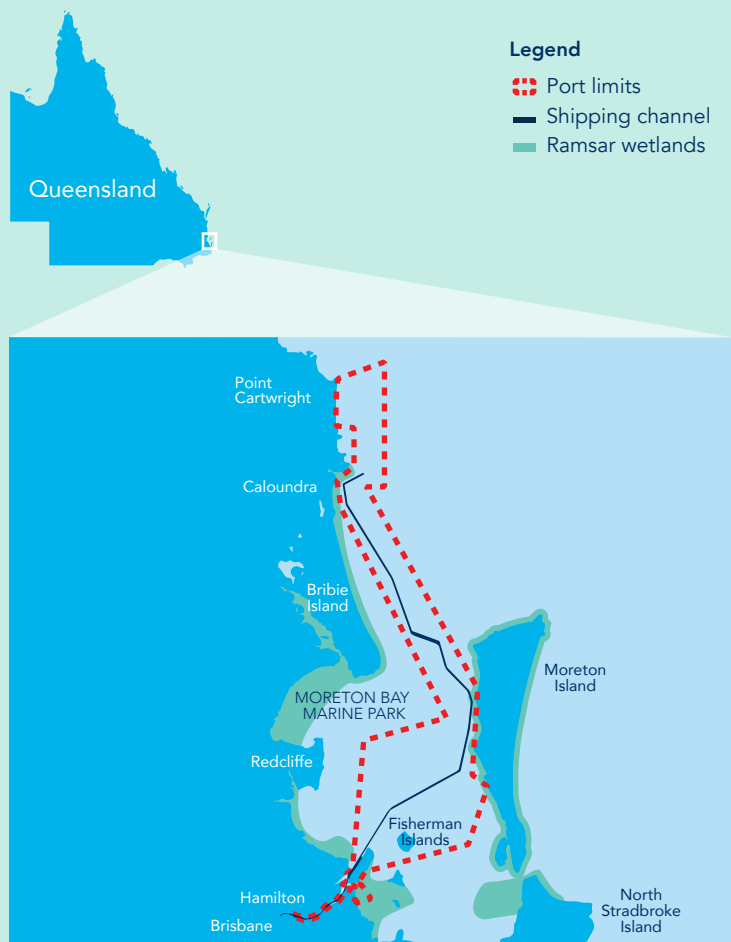 Legend
Port limits
Shipping channel
Ramsar wetlands
Queensland
Point
Cartwright
Caloundra
Bribie
Island
Moreton
Island
MORETON BAY
MARINE PARK
Redcliffe
Fisherman
Islands
Hamilton
Brisbane
North
Stradbroke
Island